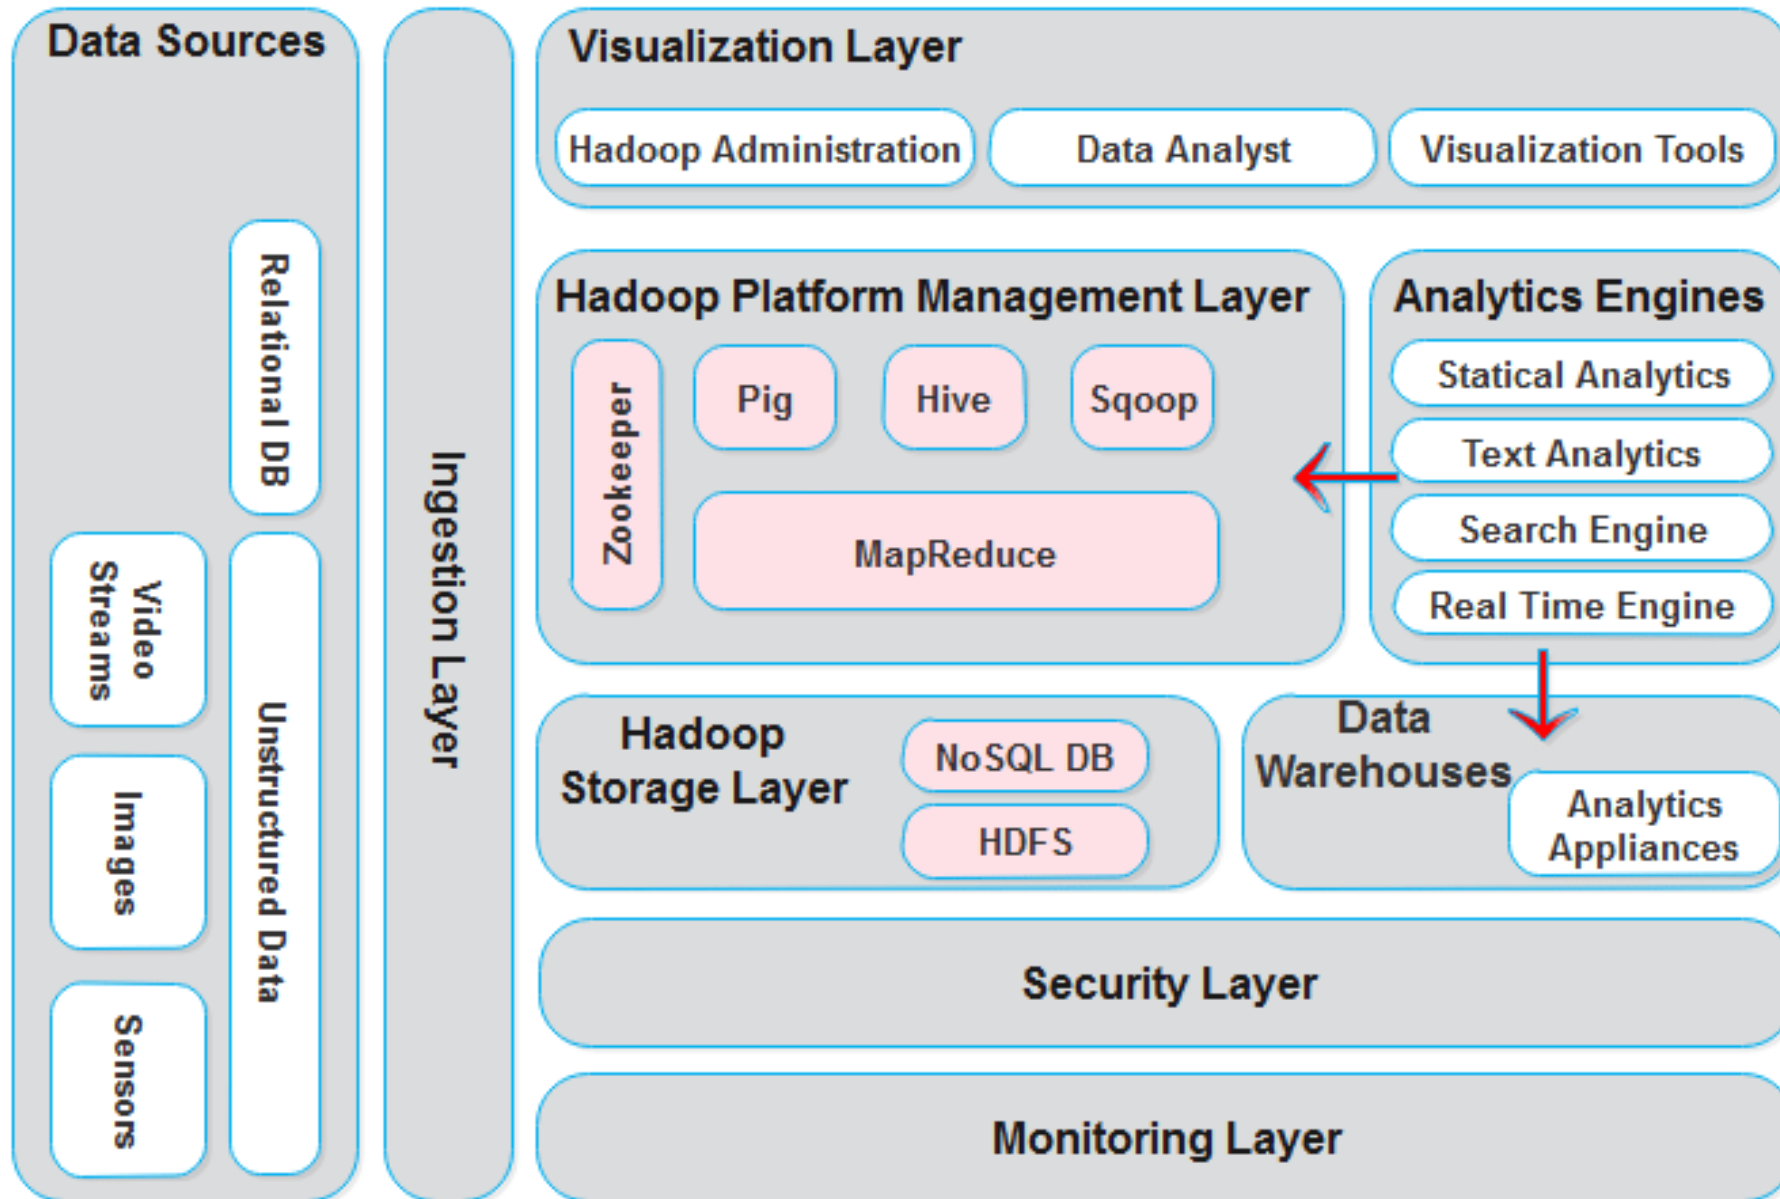 Data Sources
Relational DB
Video
Streams
Images
Sensors
Unstructured Data
Ingestion Layer
Visualization Layer
Hadoop Administration
Data Analyst
Visualization Tools
Hadoop Platform Management Layer
Zookeeper
Pig
Hive
Sqoop
MapReduce
Analytics Engines
Statical Analytics
Text Analytics
Search Engine
Real Time Engine
Hadoop
Storage Layer
NoSQL DB
HDFS
Data
Warehouses
Analytics
Appliances
Security Layer
Monitoring Layer